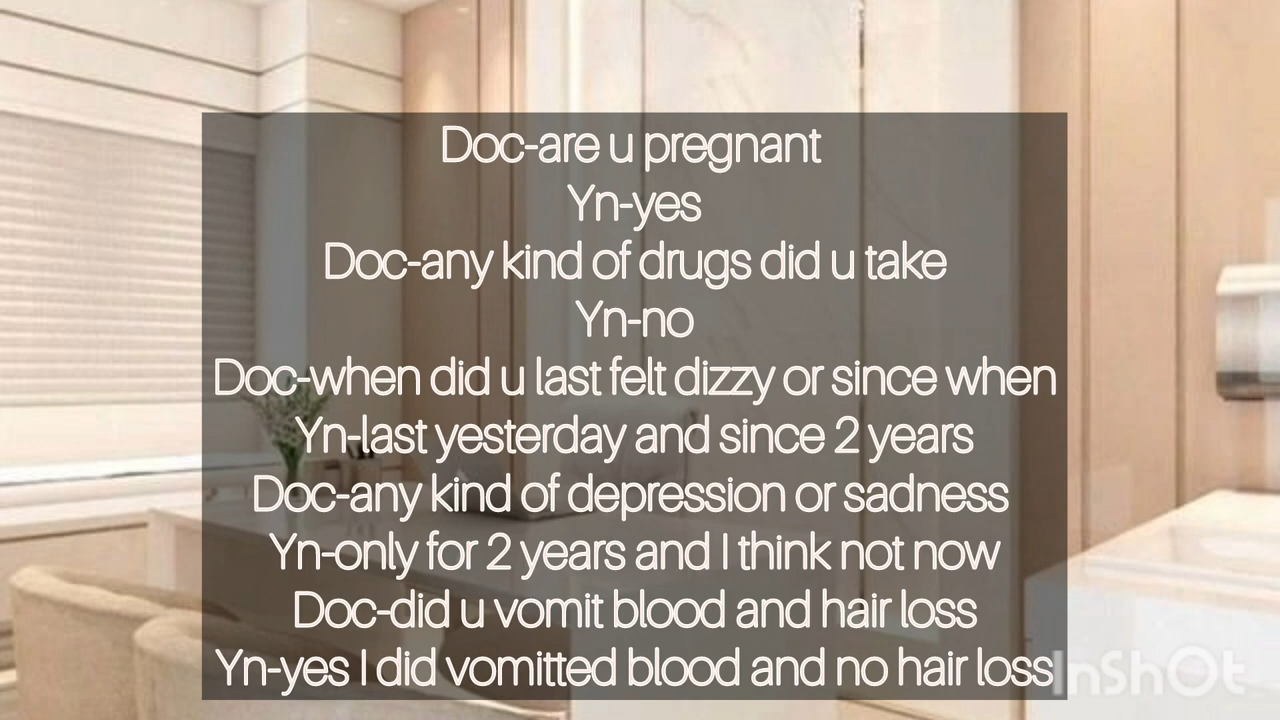 Doc-are u pregnant
Yn-yes
Doc-any kind of drugs did u take
Yn-no
Doc-when did u last felt dizzy or since when
Yn-last yesterday and since 2 years
Doc-any kind of depression or sadness
Yn-only for 2 years and I think not now
Doc-did u vomit blood and hair loss
Yn-yes I did vomitted blood and no hair loss
InShOt